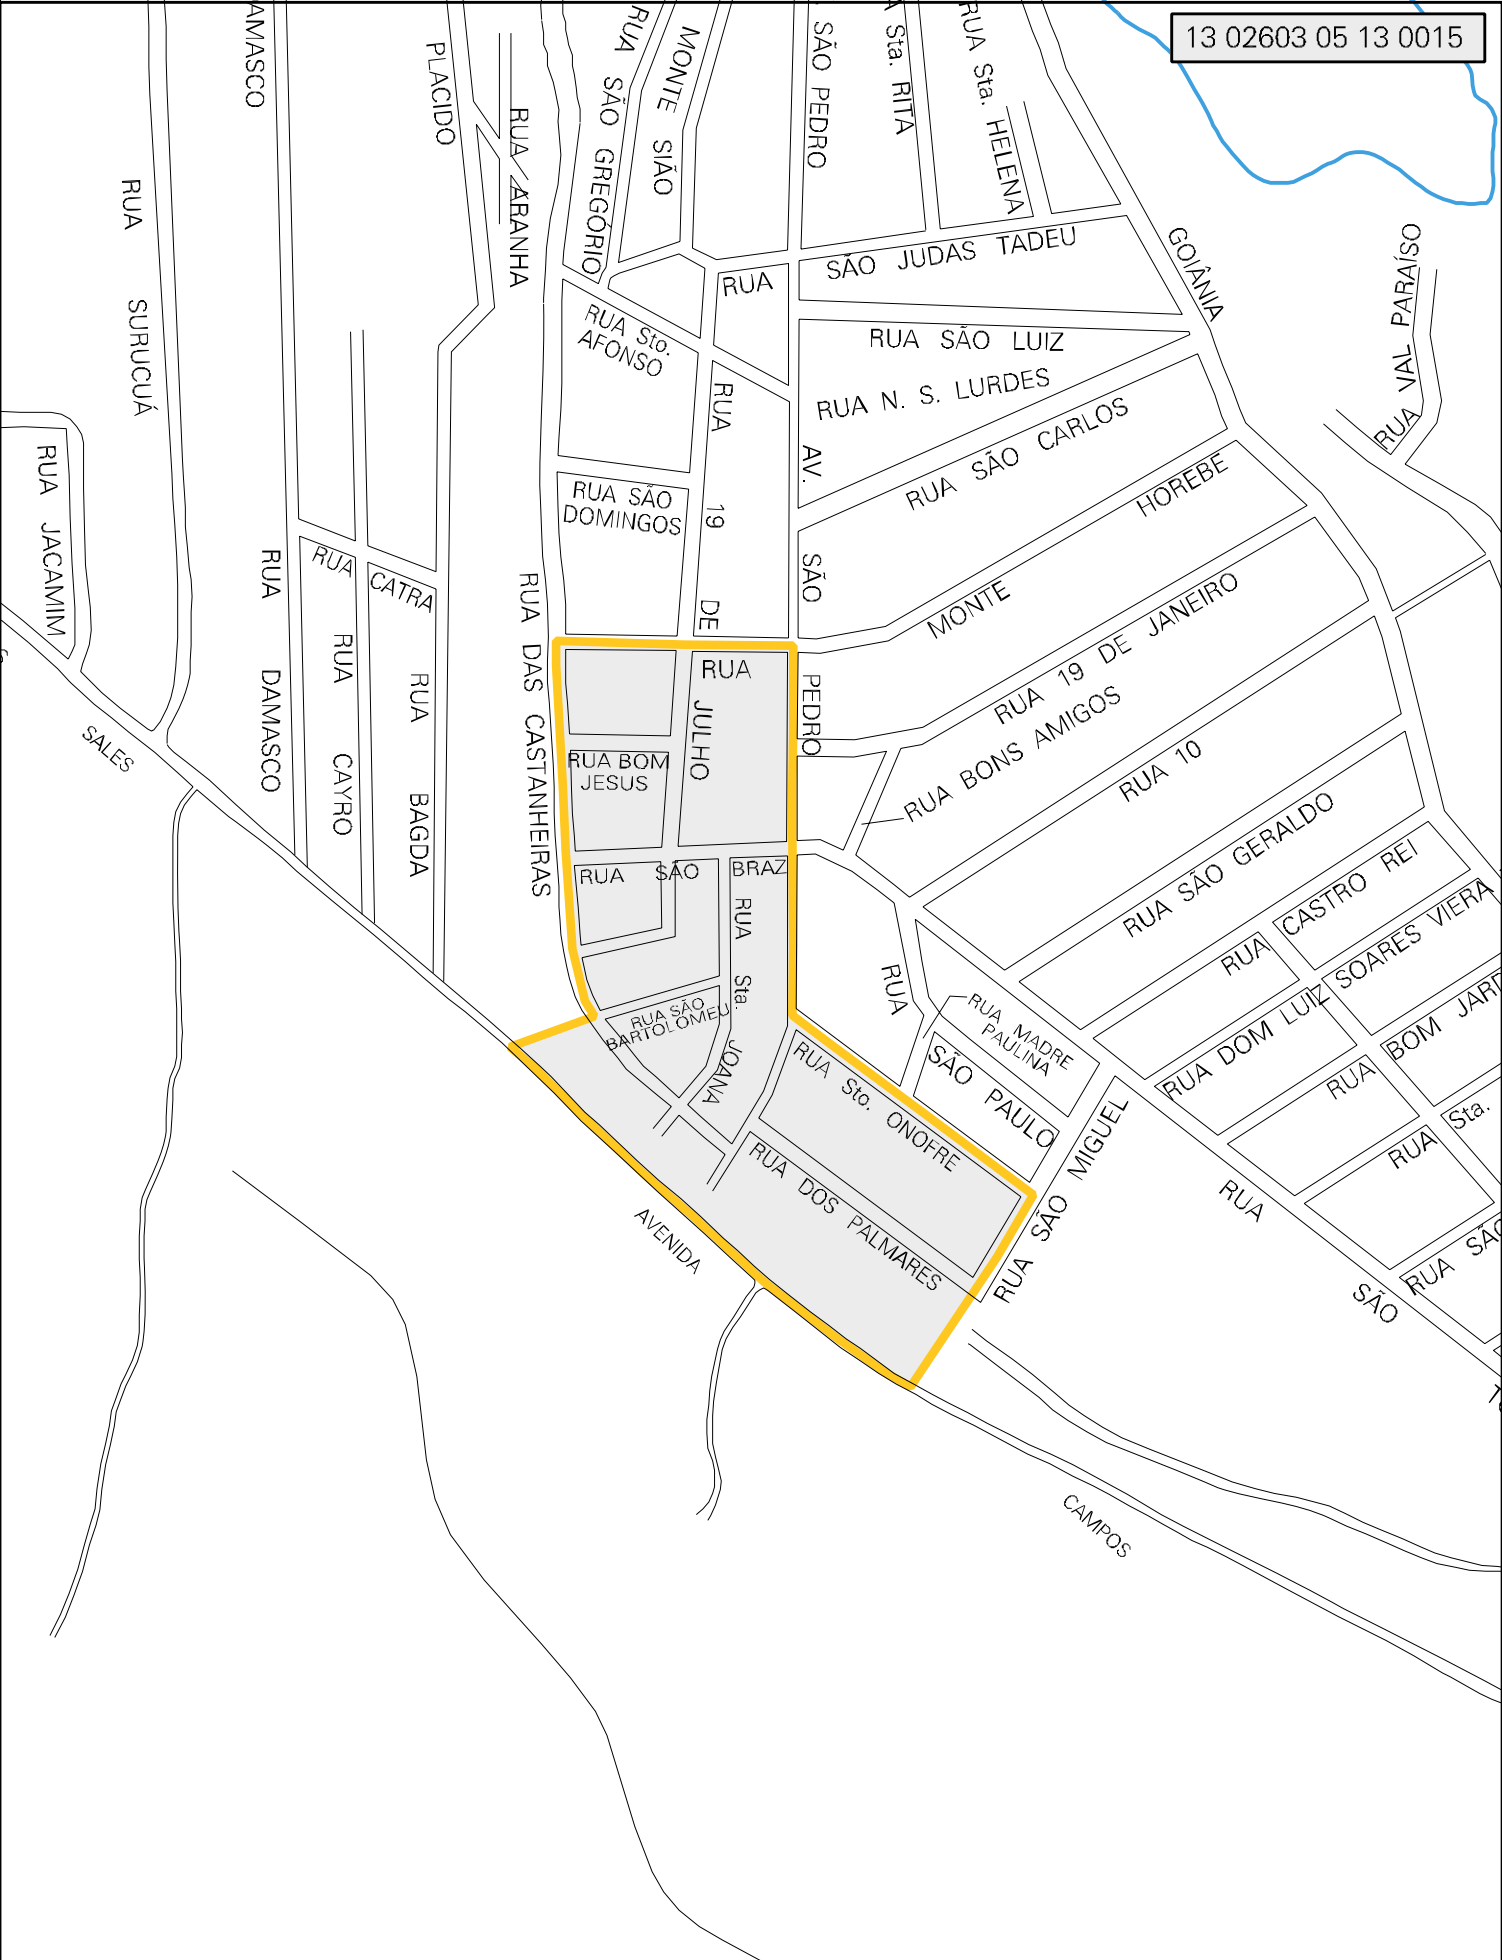 13 02603 05 13 0015
AMASCO
PLACIDO
RUA ARANHA
RUA SÃO GREGÓRIO
MONTE SIÃO
SÃO PEDRO
A Sta. RITA
RUA Sta. HELENA
GOIÂNIA
RUA VAL PARAÍSO
RUA SURUCUÁ
RUA SÃO JUDAS TADEU
RUA Sto.
AFONSO
RUA SÃO LUIZ
RUA N. S. LURDES
RUA SÃO CARLOS
MONTE HOREBE
RUA JACAMIM
RUA SÃO
DOMINGOS
RUA 19 DE JULHO
AV. SÃO PEDRO
RUA CATRA
RUA DAMASCO
RUA CAYRO
RUA BAGDA
RUA DAS CASTANHEIRAS
RUA
RUA 19 DE JANEIRO
RUA BONS AMIGOS
RUA 10
SALES
RUA BOM
JESUS
RUA SÃO GERALDO
RUA CASTRO REI
RUA SÃO BRAZ
RUA DOM LUIZ
SOARES VIERA
RUA Sta. JOANA
RUA SÃO
BARTOLOMEU
RUA SÃO PAULO
RUA MADRE
PAULINA
RUA BOM JARD
RUA Sta.
RUA Sto. ONOFRE
RUA SÃO MIGUEL
RUA DOS PALMARES
RUA SÃO
RUA SÃO
AVENIDA
CAMPOS